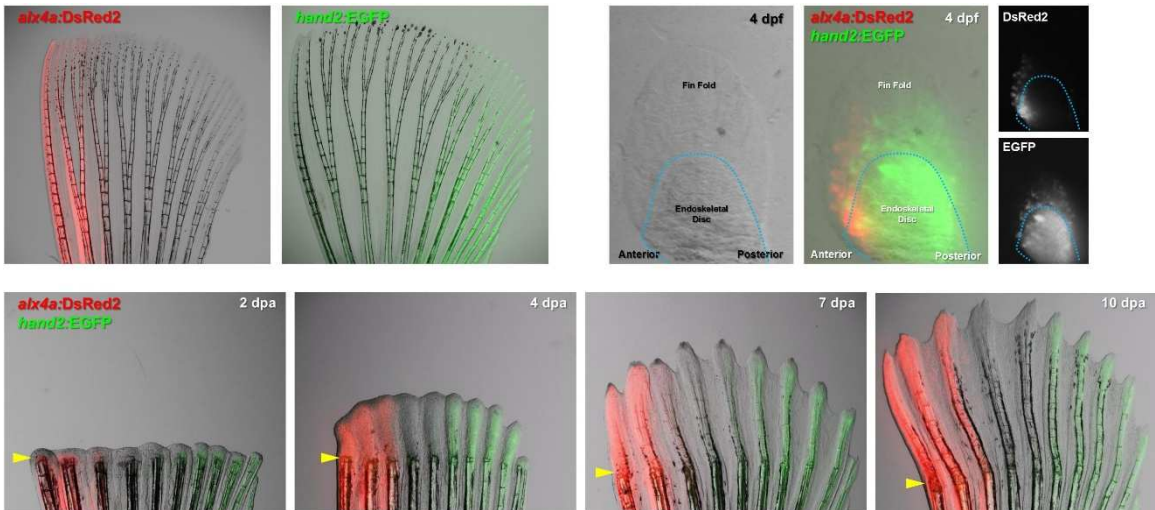 alx4a:DsRed2
hand2:EGFP
4 dpf
Fin Fold
Endoskeletal
Disc
Anterior
Posterior
alx4a:DsRed2
hand2:EGFP
4 dpf
Fin Fold
Endoskeletal
Disc
Anterior
Posterior
DsRed2
EGFP
alx4a:DsRed2
hand2:EGFP
2 dpa
4 dpa
7 dpa
10 dpa